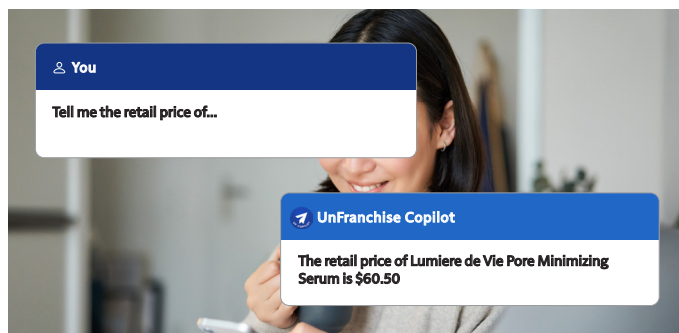 You
Tell me the retail price of...
UnFranchise Copilot
The retail price of Lumiere de Vie Pore Minimizing
Serum is $60.50